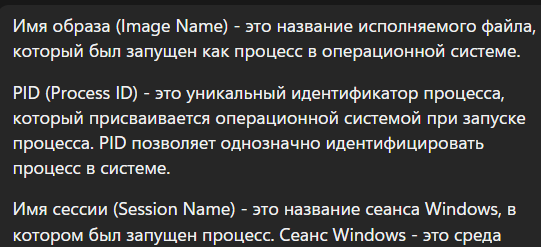 Имя образа (Image Name) - это название исполняемого файла,
который был запущен как процесс в операционной системе.
PID (Process ID) - это уникальный идентификатор процесса,
который присваивается операционной системой при запуске
процесса. PID позволяет однозначно идентифицировать
процесс в системе.
Имя сессии (Session Name) - это название сеанса Windows, в
котором был запущен процесс. Сеанс Windows - это среда